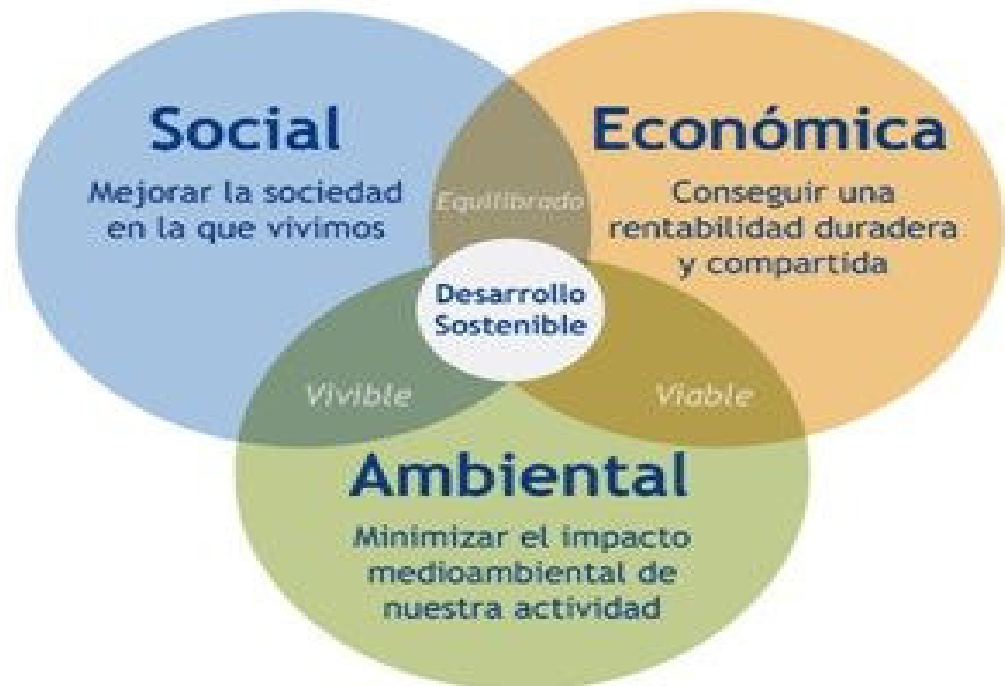 Social
Mejorar la sociedad
en la que vivimos
Económica
Conseguir una
rentabilidad duradera
y compartida
Equilibrado
Desarrollo
Sostenible
Vivible
Viable
Ambiental
Minimizar el impacto
medioambiental de
nuestra actividad